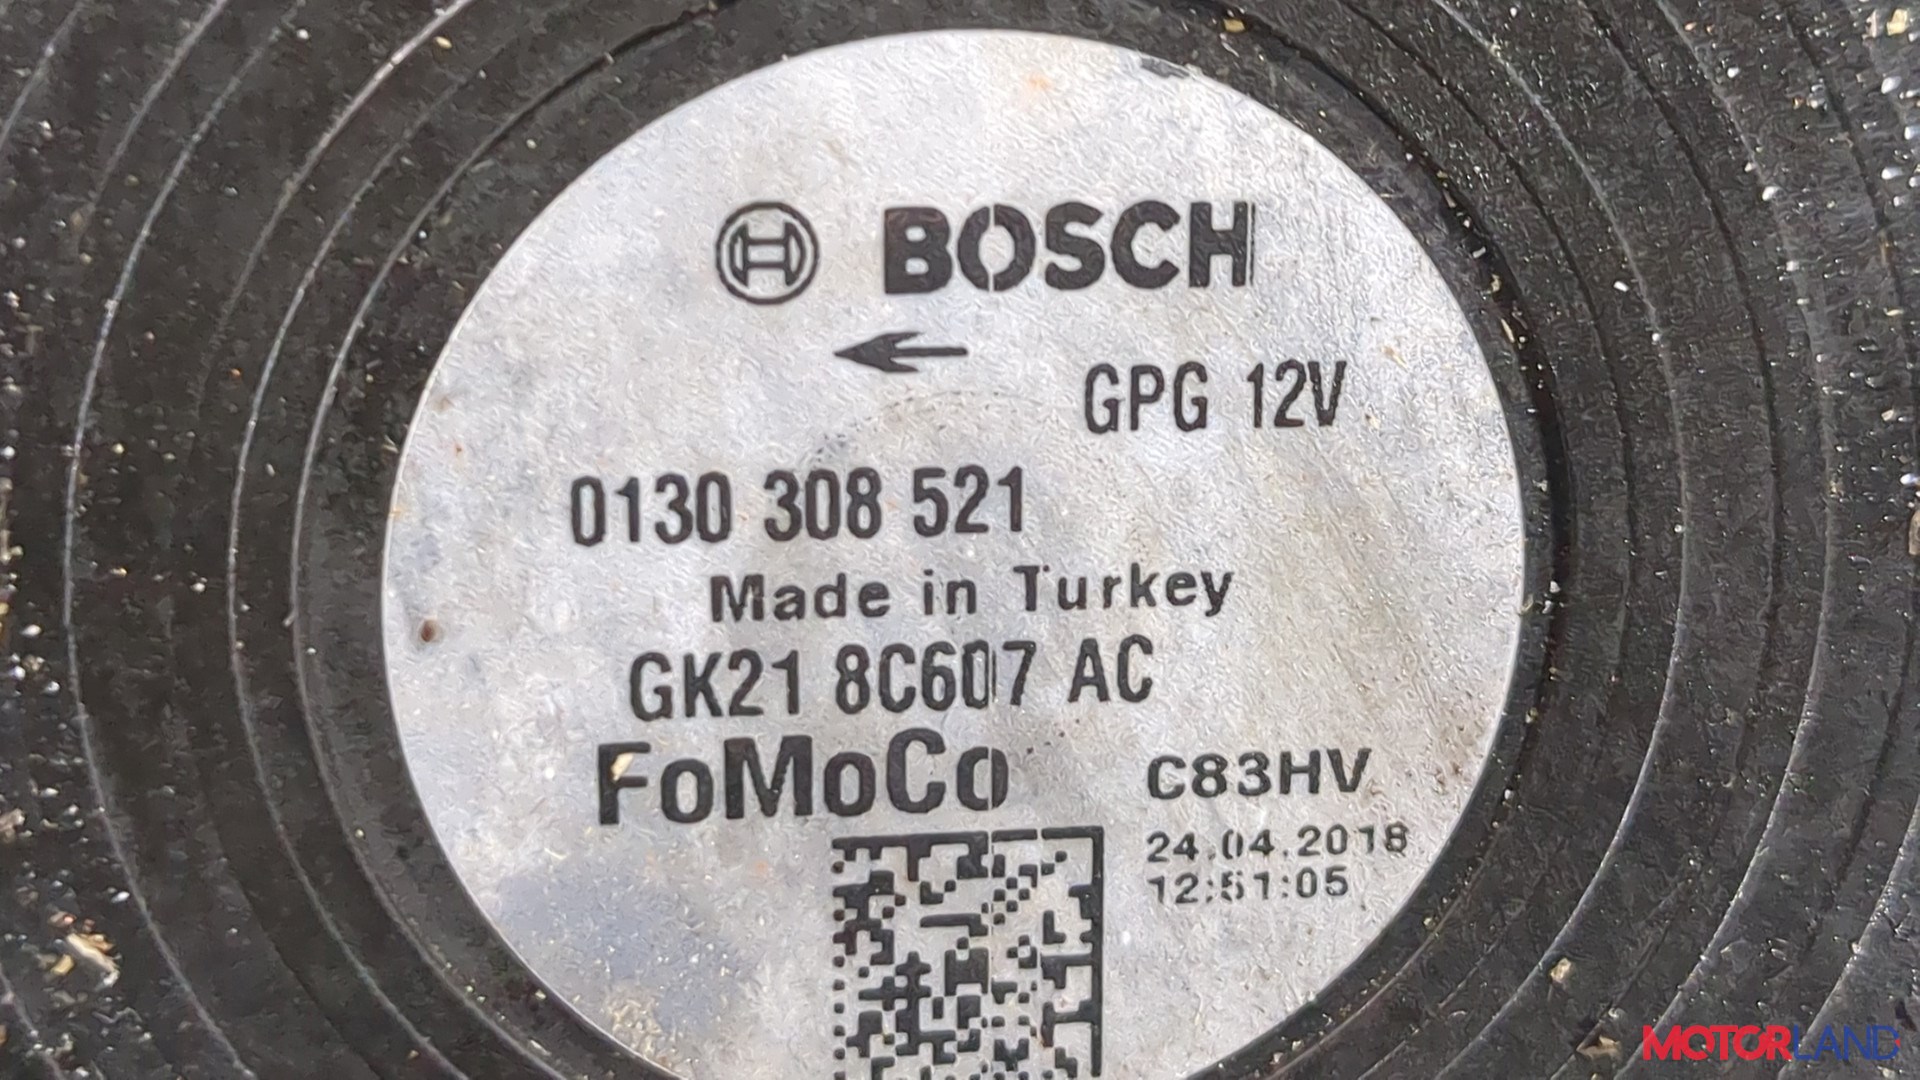 BOSCH
GPG 12V
0130 308 521
Made in Turkey
GK21 8C607 AC
FoMoCo
C83HV
24.04.2018
12:51:05
MOTORLAND